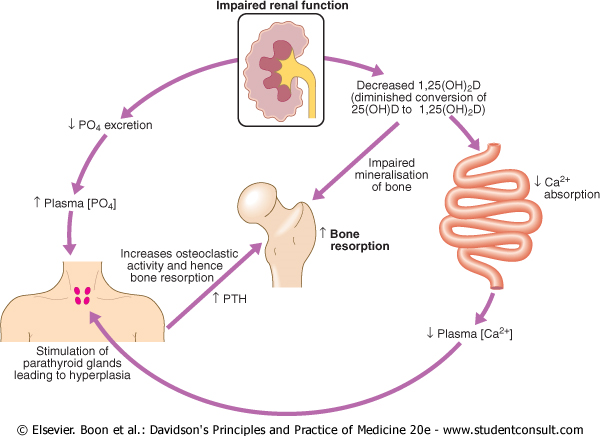 Impaired renal function
Decreased 1,25(OH)₂D
(diminished conversion of
25(OH)D to 1,25(OH)₂D)
↓ PO₄ excretion
↑ Plasma [PO₄]
Impaired
mineralisation
of bone
↓ Ca²⁺
absorption
↑ Bone
resorption
Increases osteoclastic
activity and hence
bone resorption
↑ PTH
↓ Plasma [Ca²⁺]
Stimulation of
parathyroid glands
leading to hyperplasia
© Elsevier. Boon et al.: Davidson's Principles and Practice of Medicine 20e - www.studentconsult.com